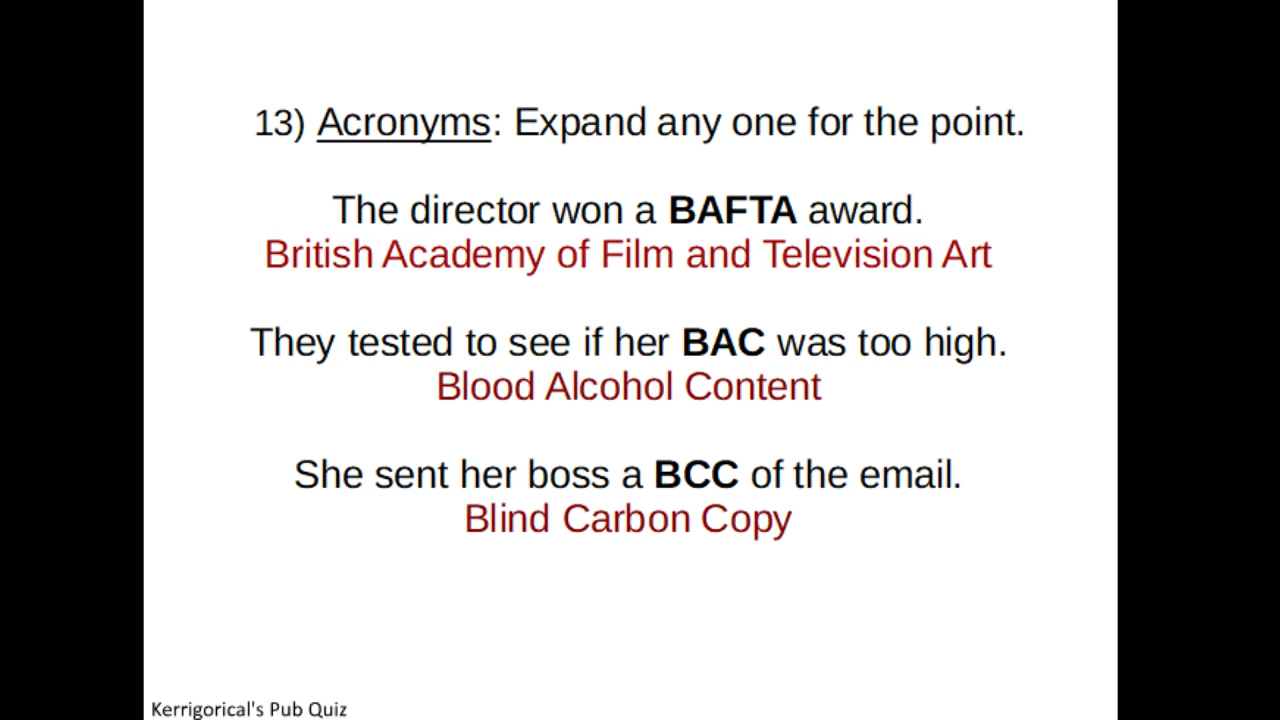 13) Acronyms: Expand any one for the point.
The director won a BAFTA award.
British Academy of Film and Television Art
They tested to see if her BAC was too high.
Blood Alcohol Content
She sent her boss a BCC of the email.
Blind Carbon Copy
Kerrigorical's Pub Quiz